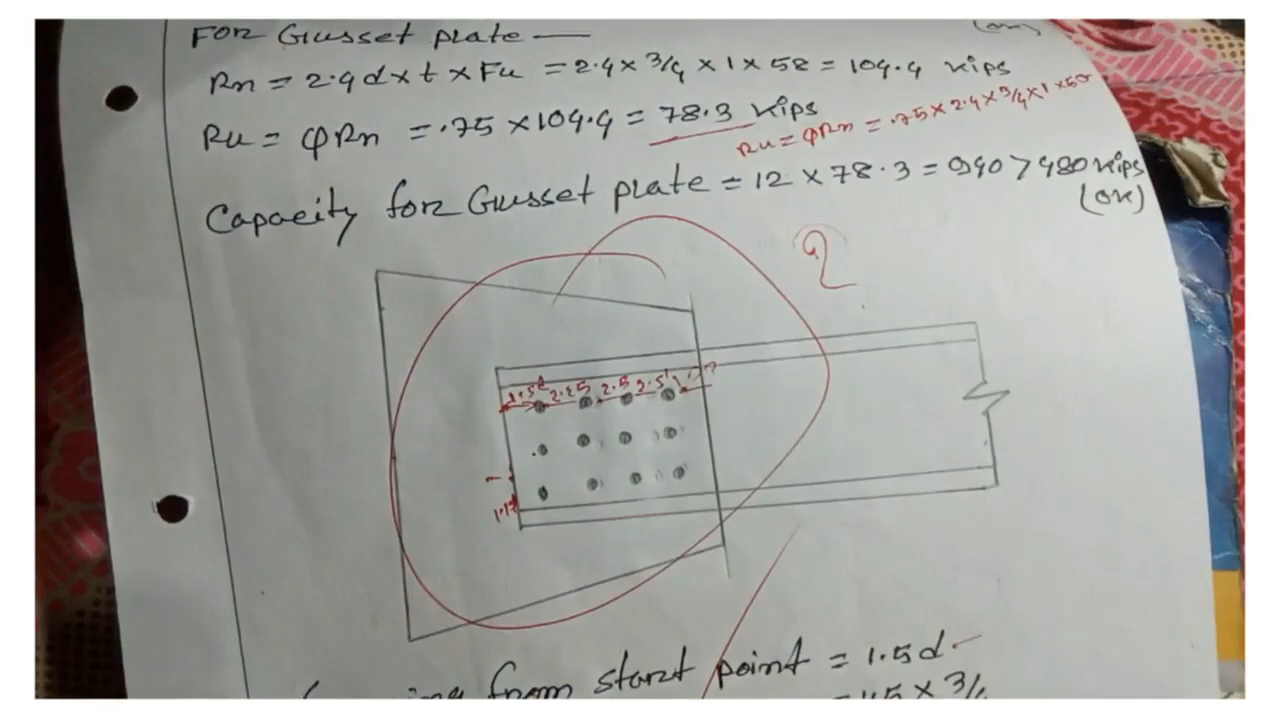 FOR Gusset plate —
Rn = 2.4 d x t x Fu = 2.4 x 3/4 x 1 x 58 = 104.4 kips
Ru = φRn = .75 x 104.4 = 78.3 kips
Ru = φRn = .75 x 2.4 x 3/4 x 1 x 58
Capacity for Gusset plate = 12 x 78.3 = 940 > 480 kips
(OK)
2.25 2.5 2.5
from start point = 1.5d
x 3/4